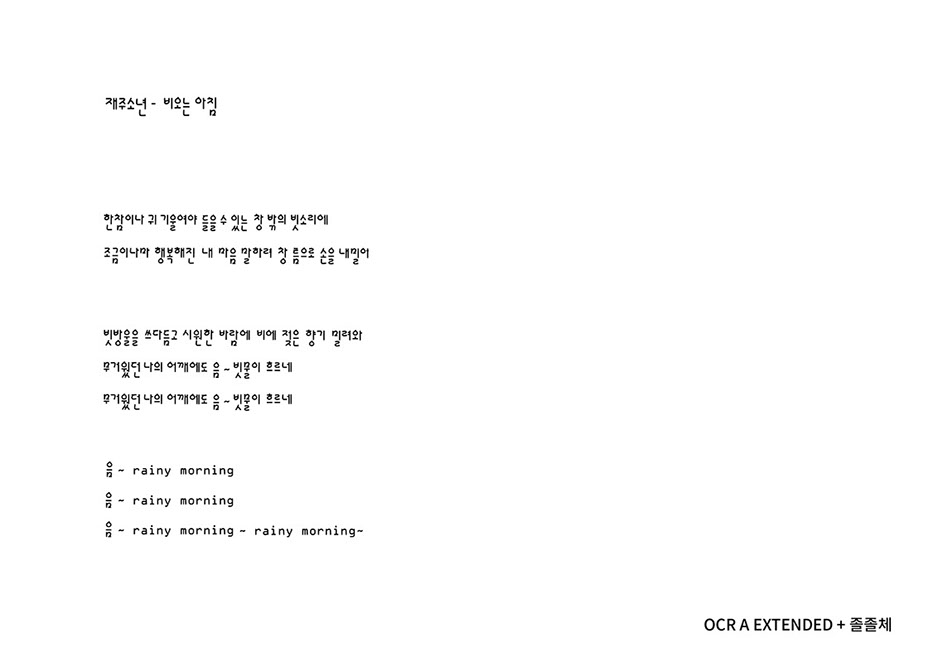 재주소년 - 비오는 아침
한참이나 귀 기울여야 들을 수 있는 창 밖의 빗소리에
조금이나마 행복해진 내 마음 말하려 창 틈으로 손을 내밀어
빗방울을 쓰다듬고 시원한 바람에 비에 젖은 향기 밀려와
무거웠던 나의 어깨에도 음 ~ 빗물이 흐르네
무거웠던 나의 어깨에도 음 ~ 빗물이 흐르네
음 ~ rainy morning
음 ~ rainy morning
음 ~ rainy morning ~ rainy morning~
OCR A EXTENDED + 졸졸체